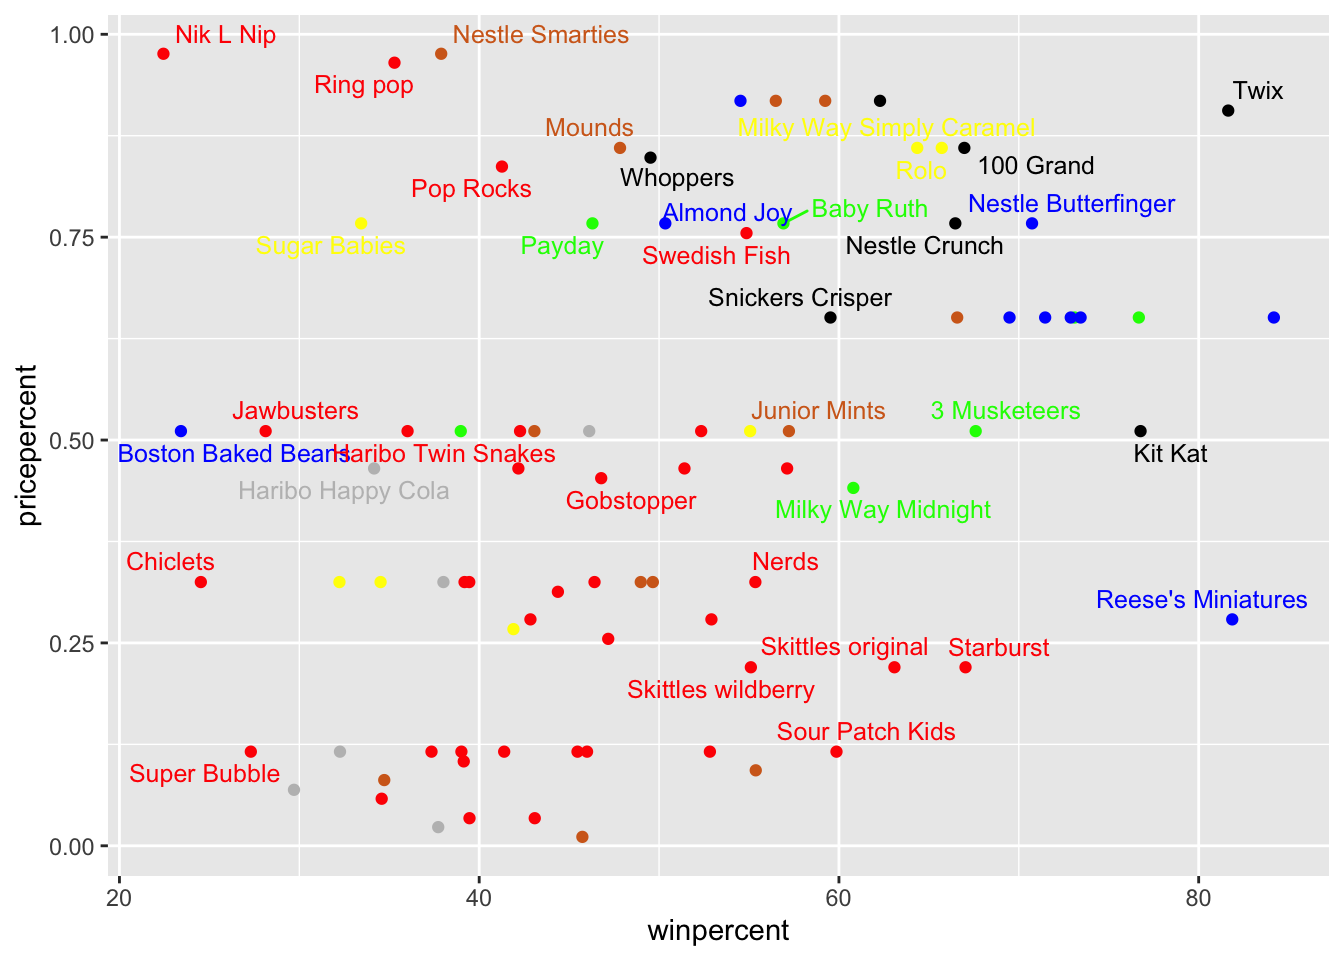 1.00
Nik L Nip
Nestle Smarties
Ring pop
Twix
Mounds
Milky Way Simply Caramel
Rolo
100 Grand
Whoppers
Pop Rocks
Almond Joy
Baby Ruth
Nestle Butterfinger
0.75
Sugar Babies
Payday
Swedish Fish
Nestle Crunch
Snickers Crisper
Jawbusters
Junior Mints
3 Musketeers
0.50
Boston Baked Beans
Haribo Twin Snakes
Kit Kat
Haribo Happy Cola
Gobstopper
Milky Way Midnight
Chiclets
Nerds
Reese's Miniatures
0.25
Skittles original
Starburst
Skittles wildberry
Sour Patch Kids
Super Bubble
0.00
20
40
60
80
winpercent
pricepercent